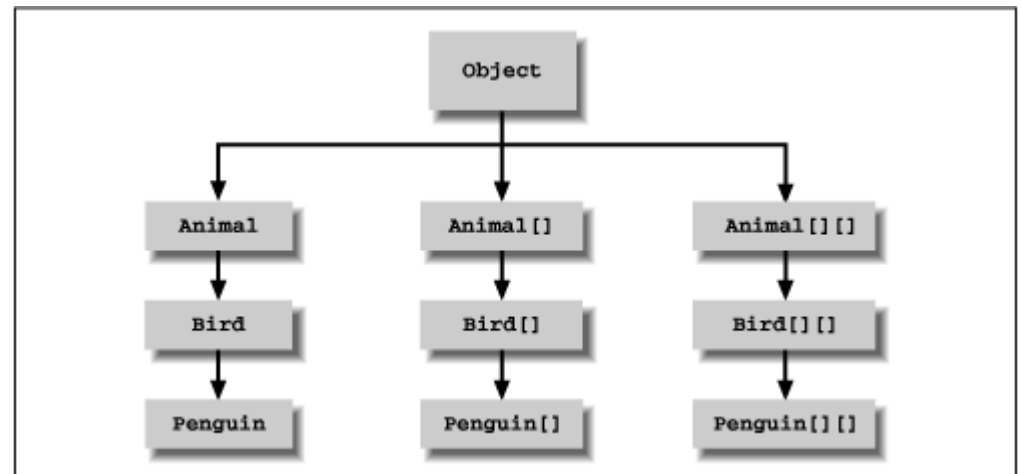 Object
Animal Animal[] Animal[][]
Bird Bird[] Bird[][]
Penguin Penguin[] Penguin[][]